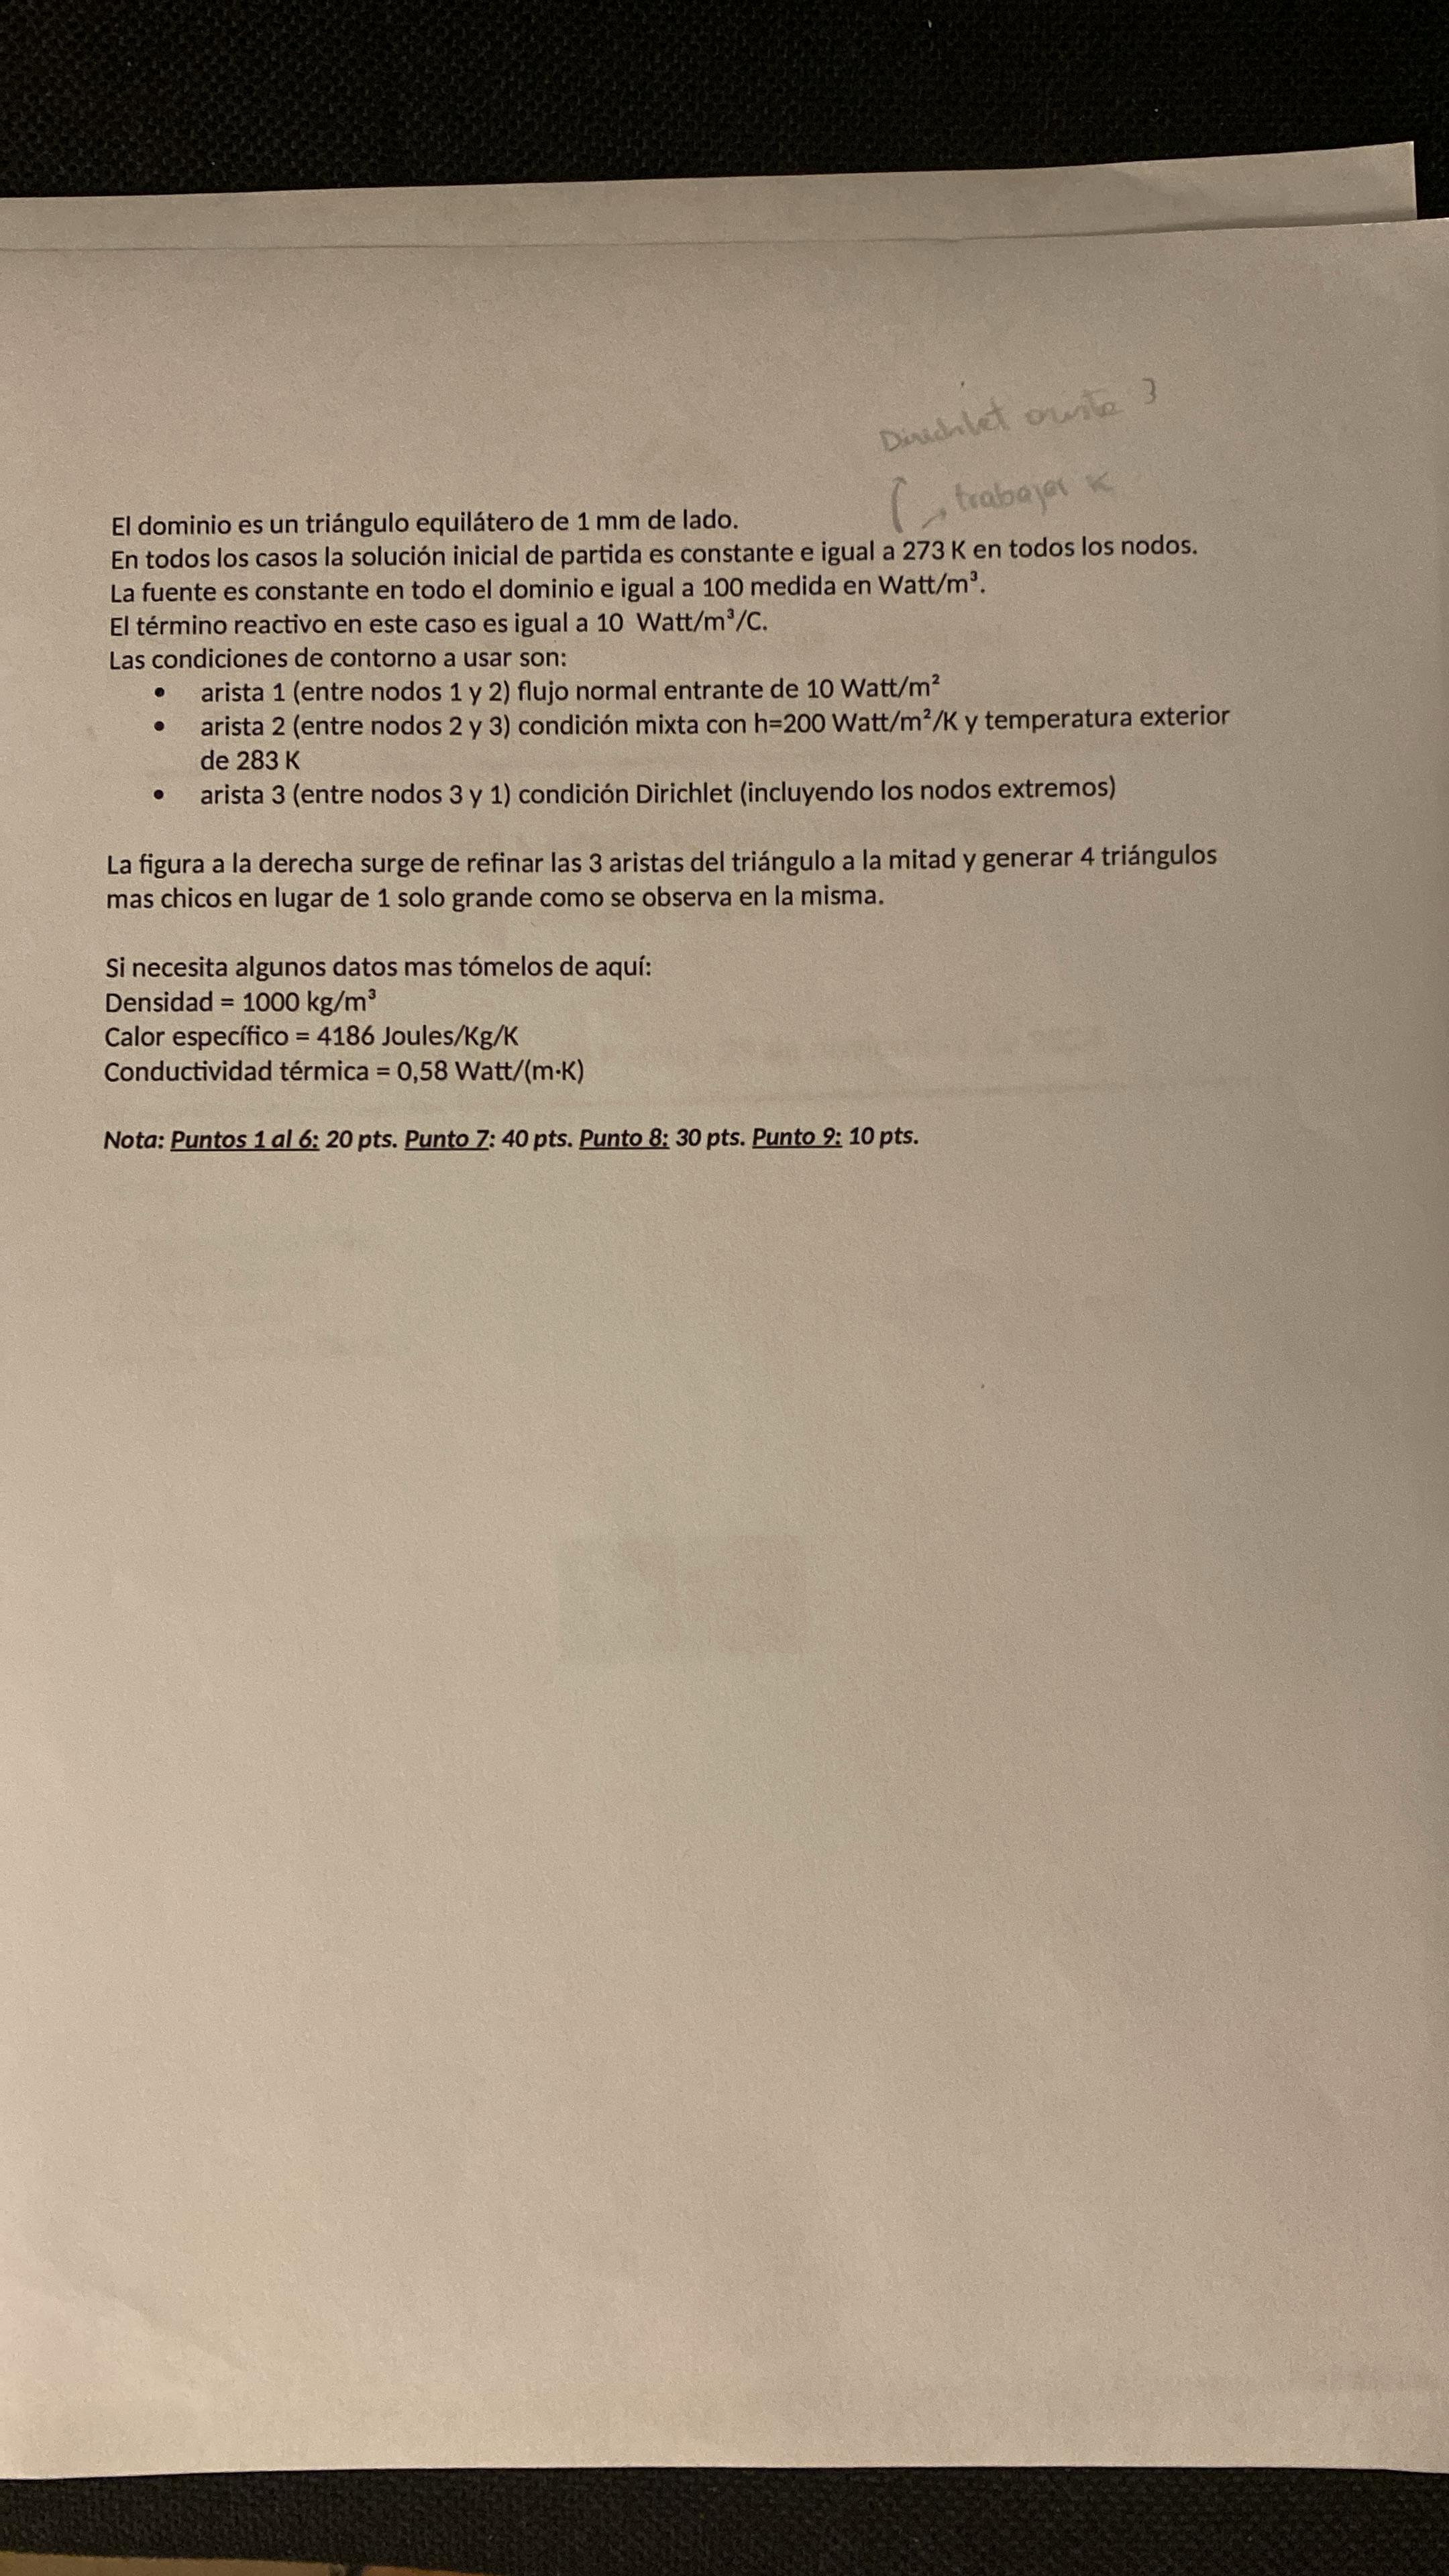 Dirichlet arista 3
trabajar K
El dominio es un triángulo equilátero de 1 mm de lado.
En todos los casos la solución inicial de partida es constante e igual a 273 K en todos los nodos.
La fuente es constante en todo el dominio e igual a 100 medida en Watt/m³.
El término reactivo en este caso es igual a 10 Watt/m³/C.
Las condiciones de contorno a usar son:
• arista 1 (entre nodos 1 y 2) flujo normal entrante de 10 Watt/m²
• arista 2 (entre nodos 2 y 3) condición mixta con h=200 Watt/m²/K y temperatura exterior
de 283 K
• arista 3 (entre nodos 3 y 1) condición Dirichlet (incluyendo los nodos extremos)
La figura a la derecha surge de refinar las 3 aristas del triángulo a la mitad y generar 4 triángulos
mas chicos en lugar de 1 solo grande como se observa en la misma.
Si necesita algunos datos mas tómelos de aquí:
Densidad = 1000 kg/m³
Calor específico = 4186 Joules/Kg/K
Conductividad térmica = 0,58 Watt/(m·K)
Nota: Puntos 1 al 6: 20 pts. Punto 7: 40 pts. Punto 8: 30 pts. Punto 9: 10 pts.